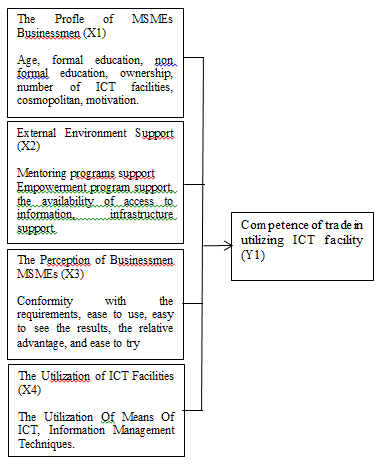 The Profle of MSMEs
Businessmen (X1)
Age, formal education, non
formal education, ownership,
number of ICT facilities,
cosmopolitan, motivation.
External Environment Support
(X2)
Mentoring programs support
Empowerment program support,
the availability of access to
information, infrastructure
support.
The Perception of Businessmen
MSMEs (X3)
Conformity with the
requirements, ease to use, easy
to see the results, the relative
advantage, and ease to try
The Utilization of ICT Facilities
(X4)
The Utilization Of Means Of
ICT, Information Management
Techniques.
Competence of trade in
utilizing ICT facility
(Y1)